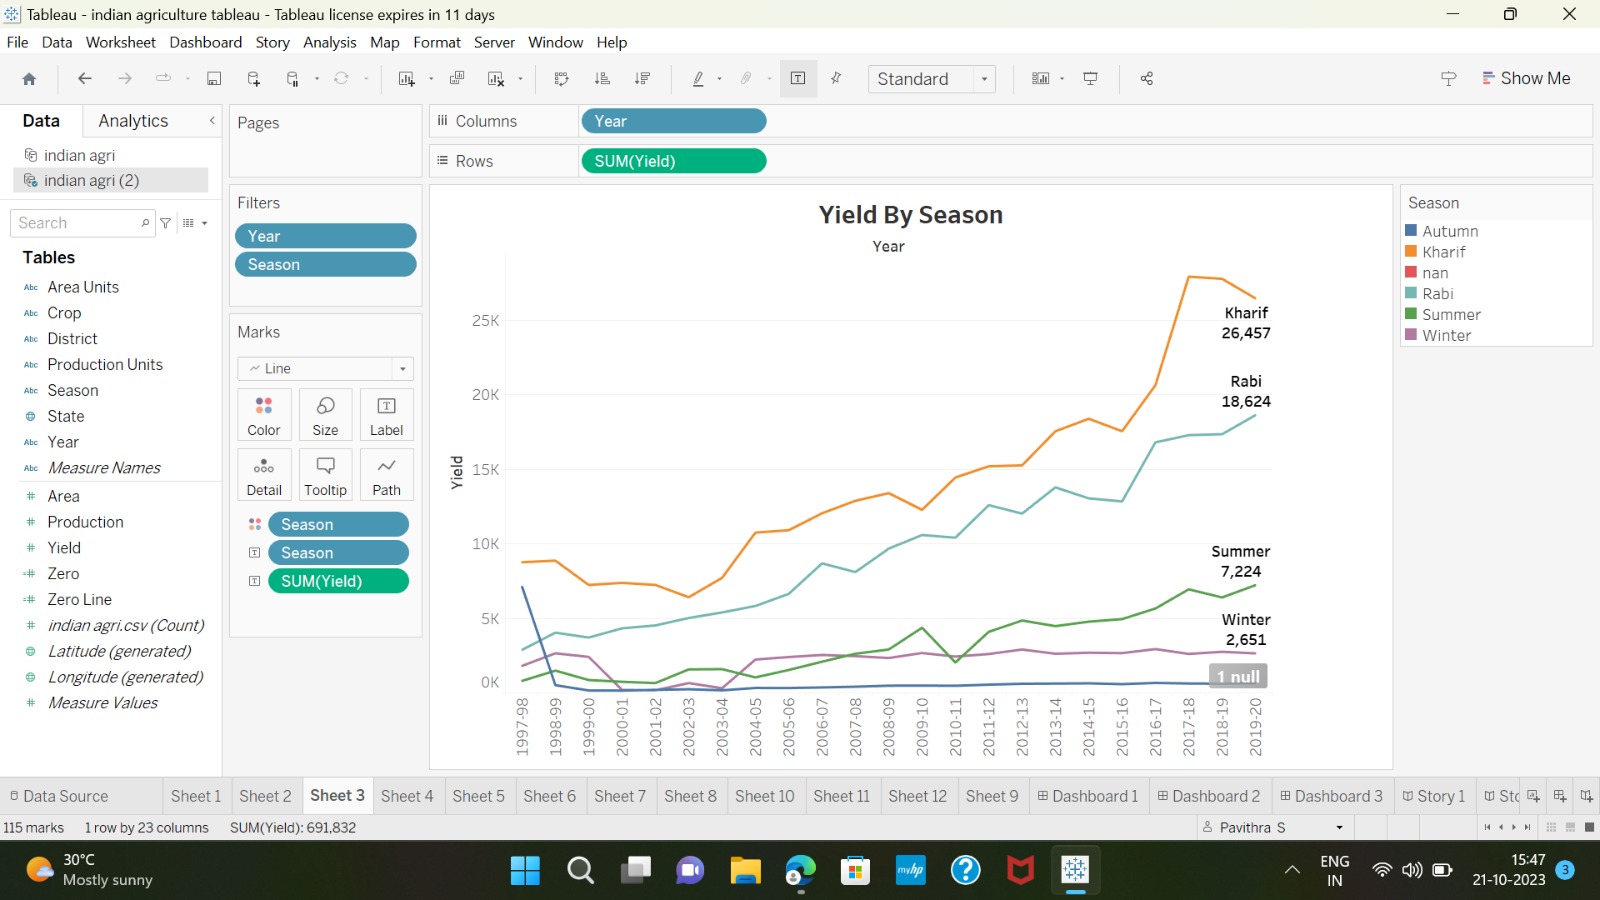 Tableau - indian agriculture tableau - Tableau license expires in 11 days
File Data Worksheet Dashboard Story Analysis Map Format Server Window Help
Standard
Show Me
Data Analytics
indian agri
indian agri (2)
Search
Tables
Abc Area Units
Abc Crop
Abc District
Abc Production Units
Abc Season
State
Abc Year
Abc Measure Names
# Area
# Production
# Yield
=# Zero
=# Zero Line
# indian agri.csv (Count)
Latitude (generated)
Longitude (generated)
# Measure Values
Pages
Filters
Year
Season
Marks
Line
Color Size Label
Detail Tooltip Path
Season
Season
SUM(Yield)
Columns Year
Rows SUM(Yield)
Yield By Season
Year
Yield
25K
20K
15K
10K
5K
0K
Kharif
26,457
Rabi
18,624
Summer
7,224
Winter
2,651
1 null
1997-98
1998-99
1999-00
2000-01
2001-02
2002-03
2003-04
2004-05
2005-06
2006-07
2007-08
2008-09
2009-10
2010-11
2011-12
2012-13
2013-14
2014-15
2015-16
2016-17
2017-18
2018-19
2019-20
Season
Autumn
Kharif
nan
Rabi
Summer
Winter
Data Source Sheet 1 Sheet 2 Sheet 3 Sheet 4 Sheet 5 Sheet 6 Sheet 7 Sheet 8 Sheet 10 Sheet 11 Sheet 12 Sheet 9 Dashboard 1 Dashboard 2 Dashboard 3 Story 1 Stc
115 marks 1 row by 23 columns SUM(Yield): 691,832
Pavithra S
30°C
Mostly sunny
myhp
ENG
IN
15:47
21-10-2023
3